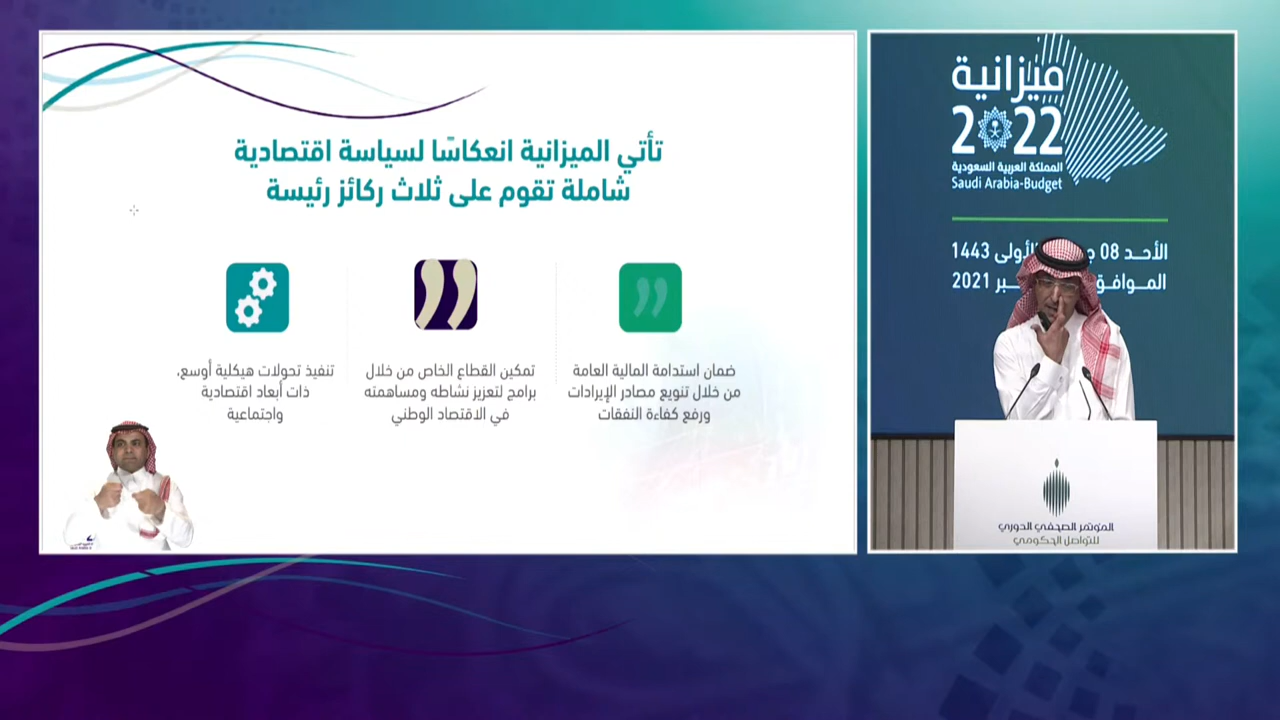 تأتي الميزانية انعكاسًا لسياسة اقتصادية
شاملة تقوم على ثلاث ركائز رئيسة
ضمان استدامة المالية العامة
من خلال تنويع مصادر الإيرادات
ورفع كفاءة النفقات
تمكين القطاع الخاص من خلال
برامج لتعزيز نشاطه ومساهمته
في الاقتصاد الوطني
تنفيذ تحولات هيكلية أوسع،
ذات أبعاد اقتصادية
واجتماعية
ميزانية
2022
المملكة العربية السعودية
Saudi Arabia-Budget
الأحد 08 الأولى 1443
2021
المؤتمر الصحفي الدوري
للتواصل الحكومي